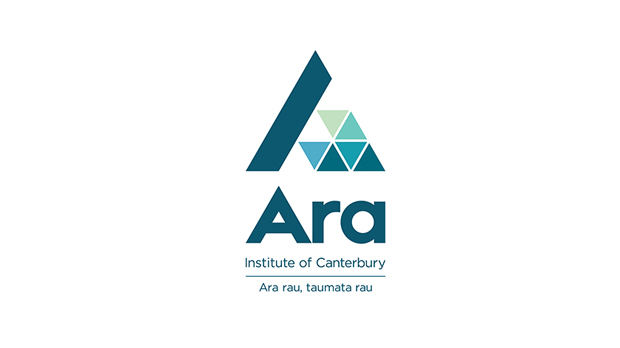 Ara
Institute of Canterbury
Ara rau, taumata rau